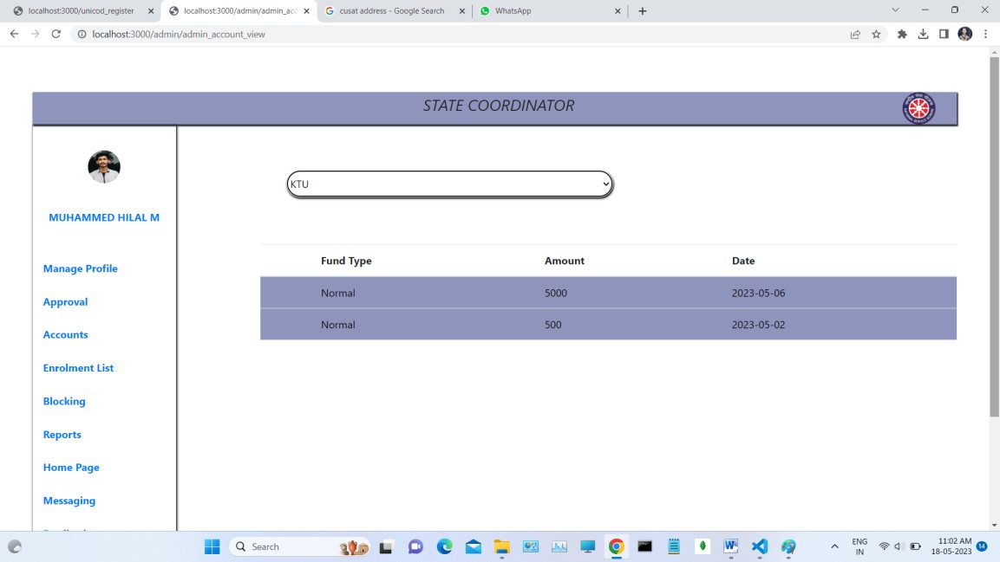 localhost:3000/unicod_register
localhost:3000/admin/admin_acc
cusat address - Google Search
WhatsApp
localhost:3000/admin/admin_account_view
STATE COORDINATOR
MUHAMMED HILAL M
Manage Profile
Approval
Accounts
Enrolment List
Blocking
Reports
Home Page
Messaging
KTU
Fund Type Amount Date
Normal 5000 2023-05-06
Normal 500 2023-05-02
Search
ENG
IN
11:02 AM
18-05-2023
14